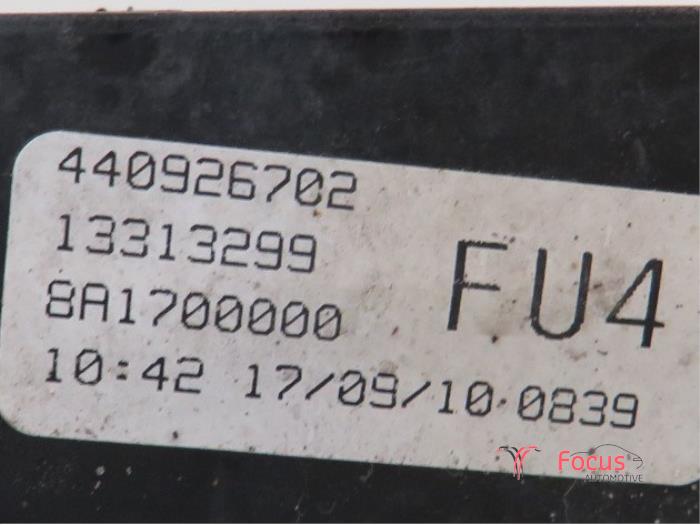 440926702
13313299
8A1700000
FU4
10:42 17/09/10 0839
Focus
AUTOMOTIVE